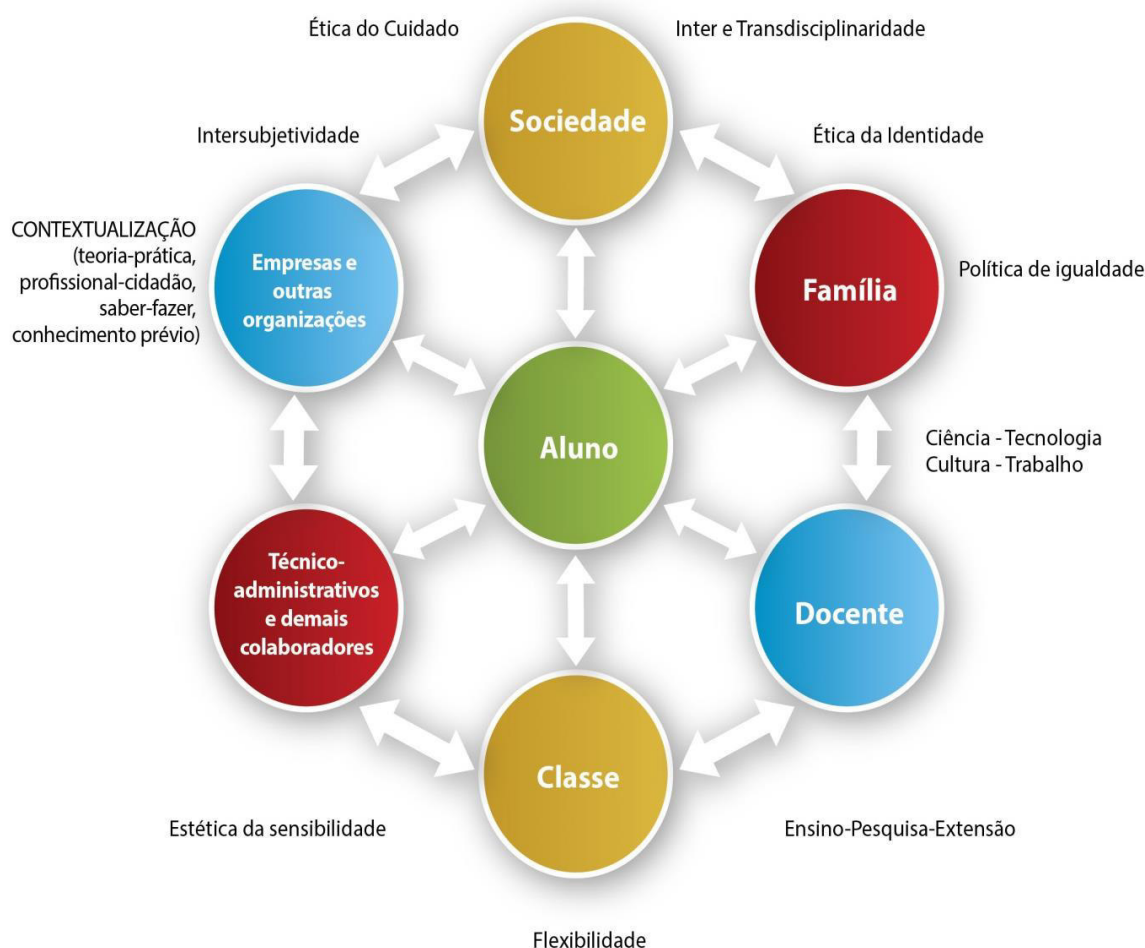 Ética do Cuidado
Inter e Transdisciplinaridade
Sociedade
Intersubjetividade
Ética da Identidade
CONTEXTUALIZAÇÃO
(teoria-prática,
profissional-cidadão,
saber-fazer,
conhecimento prévio)
Empresas e
outras
organizações
Família
Política de igualdade
Aluno
Ciência - Tecnologia
Cultura - Trabalho
Técnico-
administrativos
e demais
colaboradores
Docente
Classe
Estética da sensibilidade
Ensino-Pesquisa-Extensão
Flexibilidade